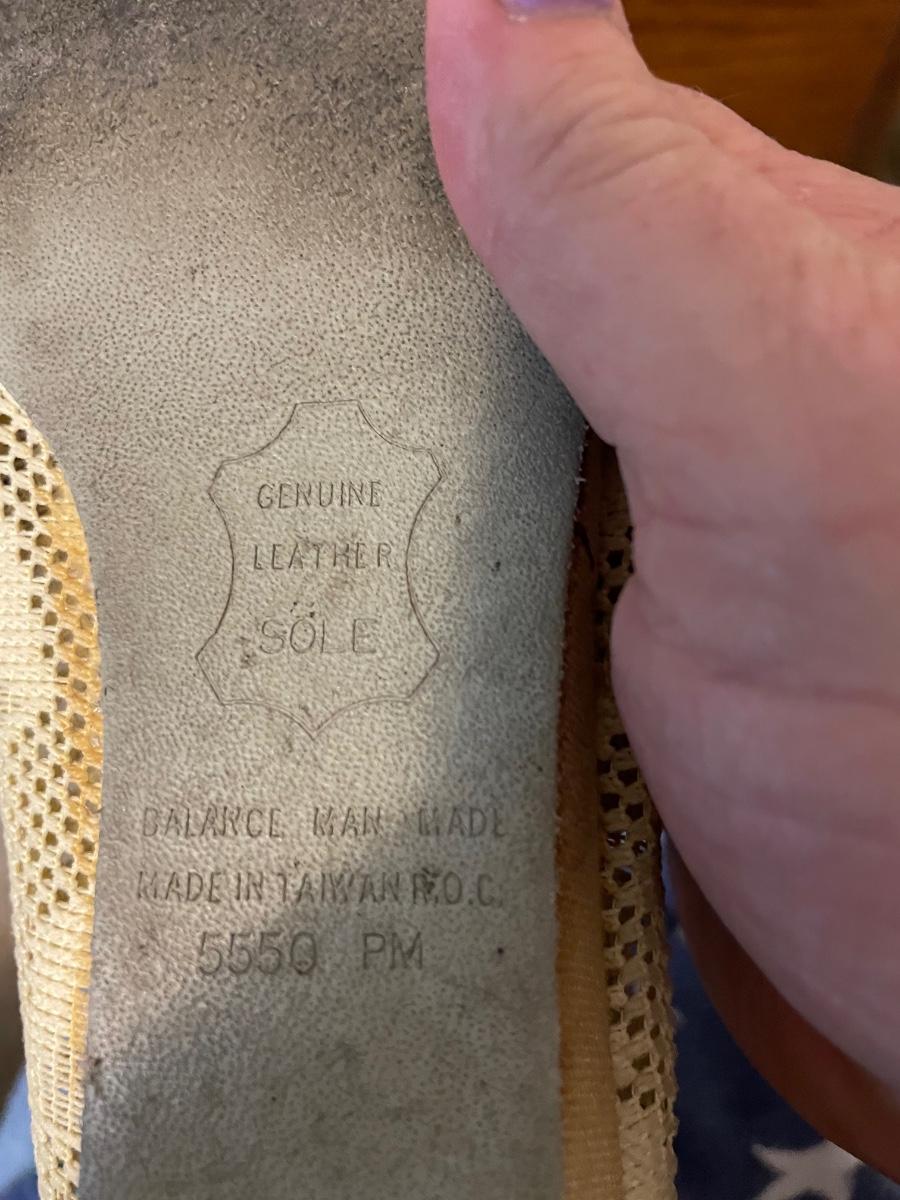 GENUINE
LEATHER
SOLE
BALANCE MAN MADE
MADE IN TAIWAN R.O.C.
5550 PM